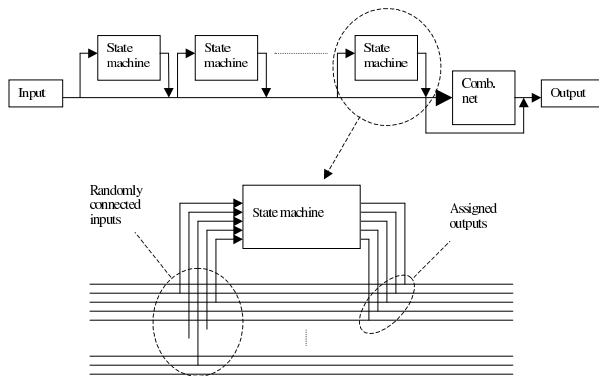 State
machine
State
machine
State
machine
Input
Comb.
net
Output
Randomly
connected
inputs
State machine
Assigned
outputs